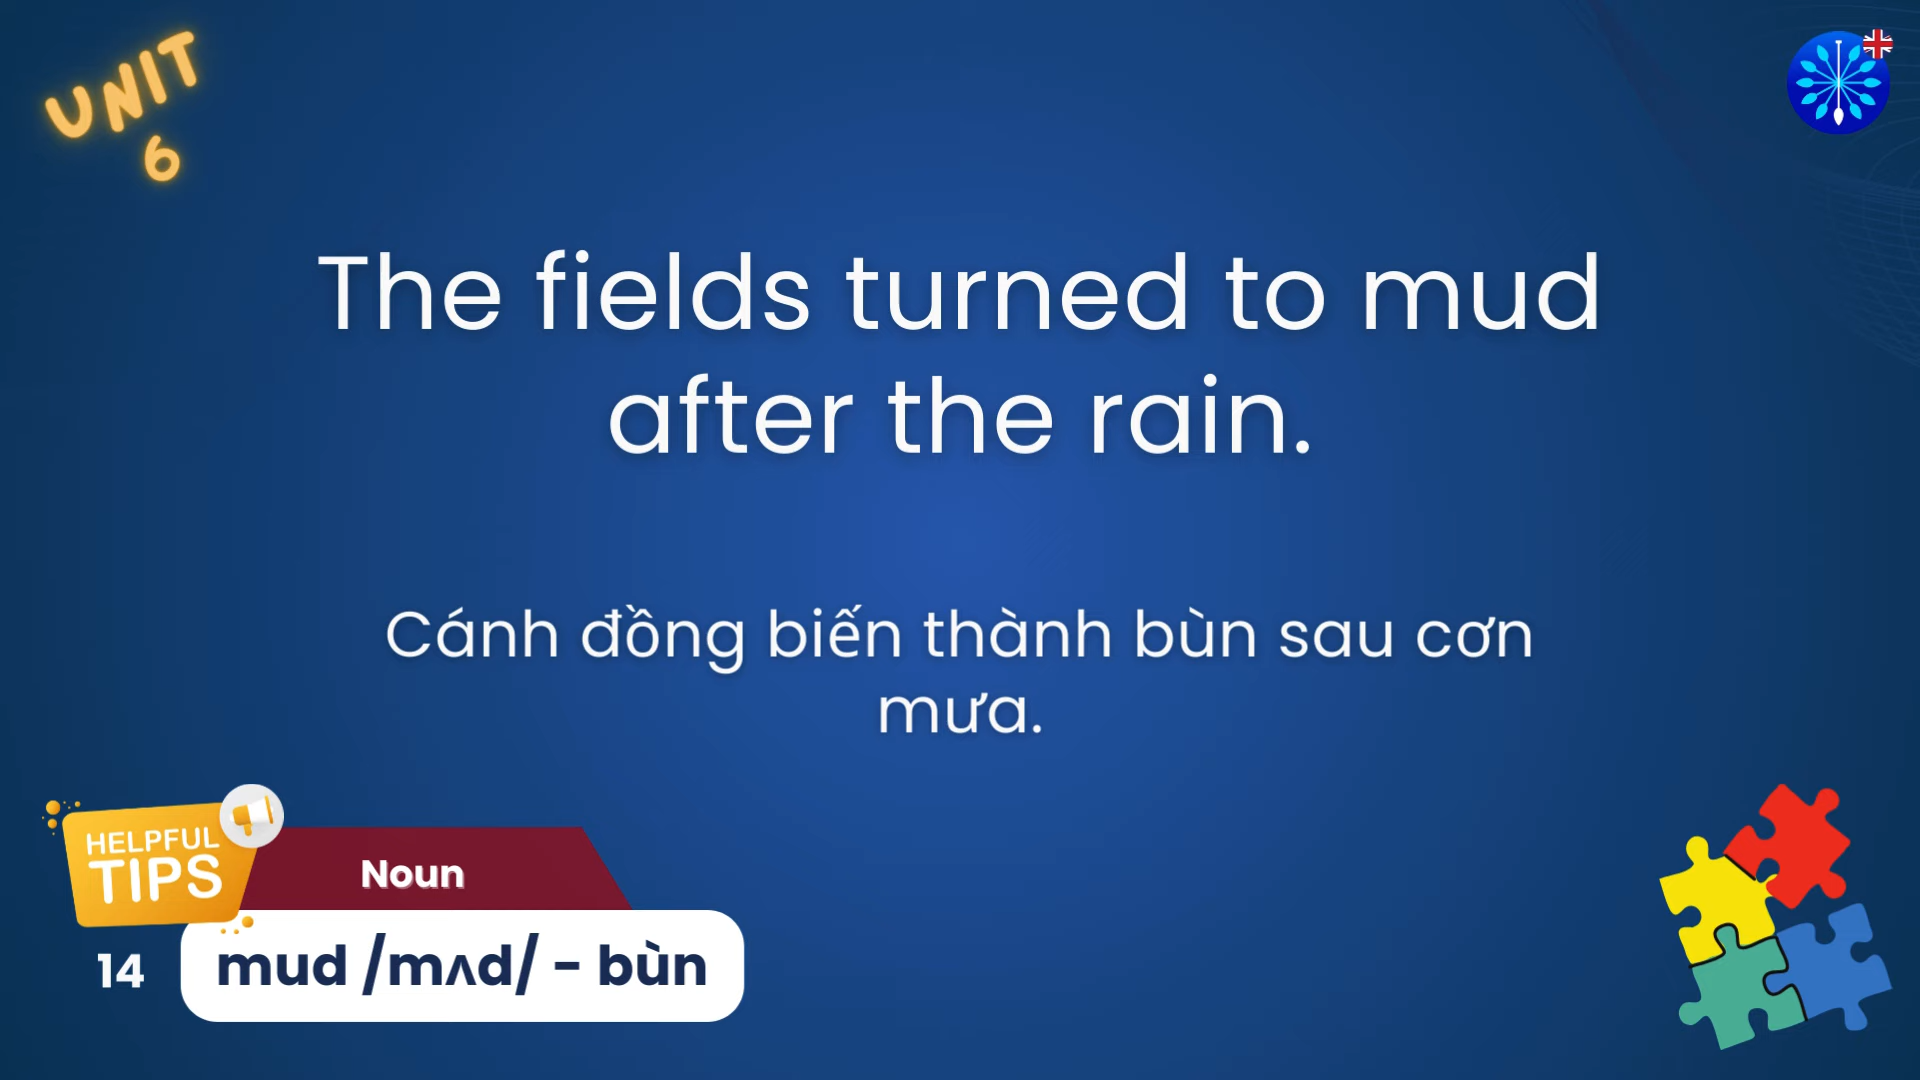 UNIT
6
The fields turned to mud
after the rain.
Cánh đồng biến thành bùn sau cơn
mưa.
HELPFUL
TIPS
Noun
14
mud /mʌd/ - bùn